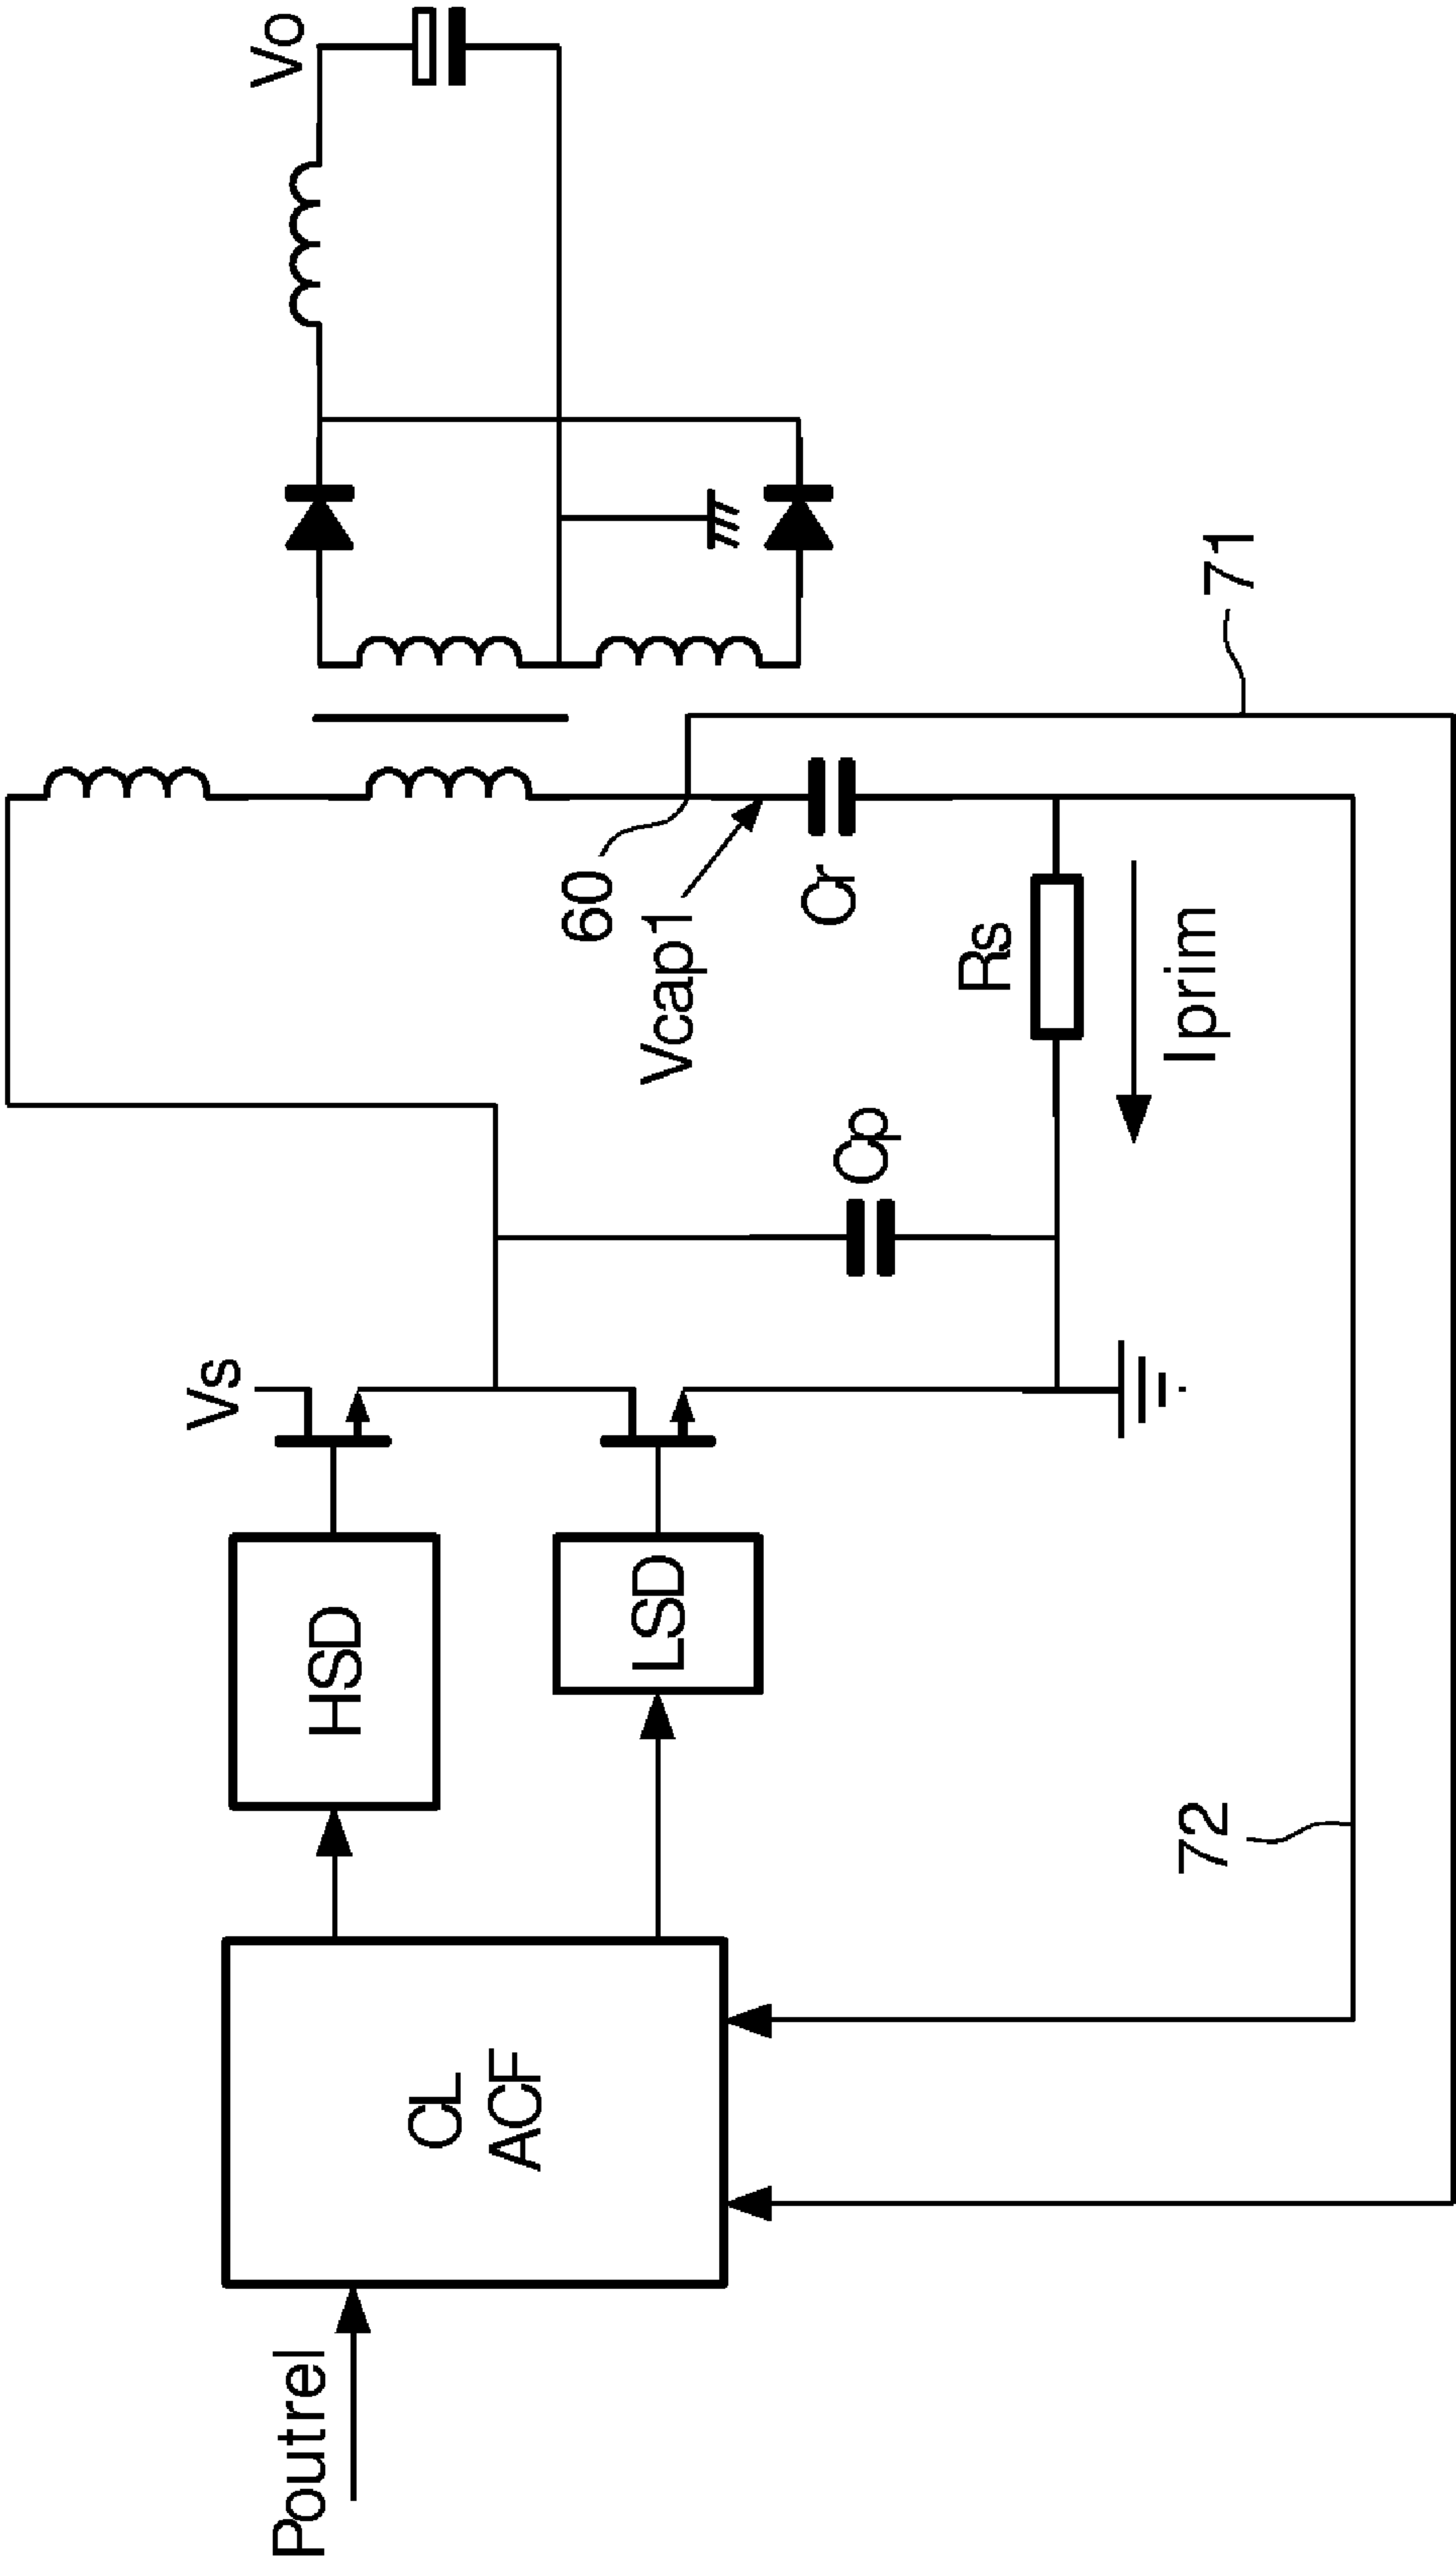 Poutrel
CL
ACF
HSD
LSD
Vs
Cp
Rs
Iprim
Cr
Vcap1
60
71
72
Vo